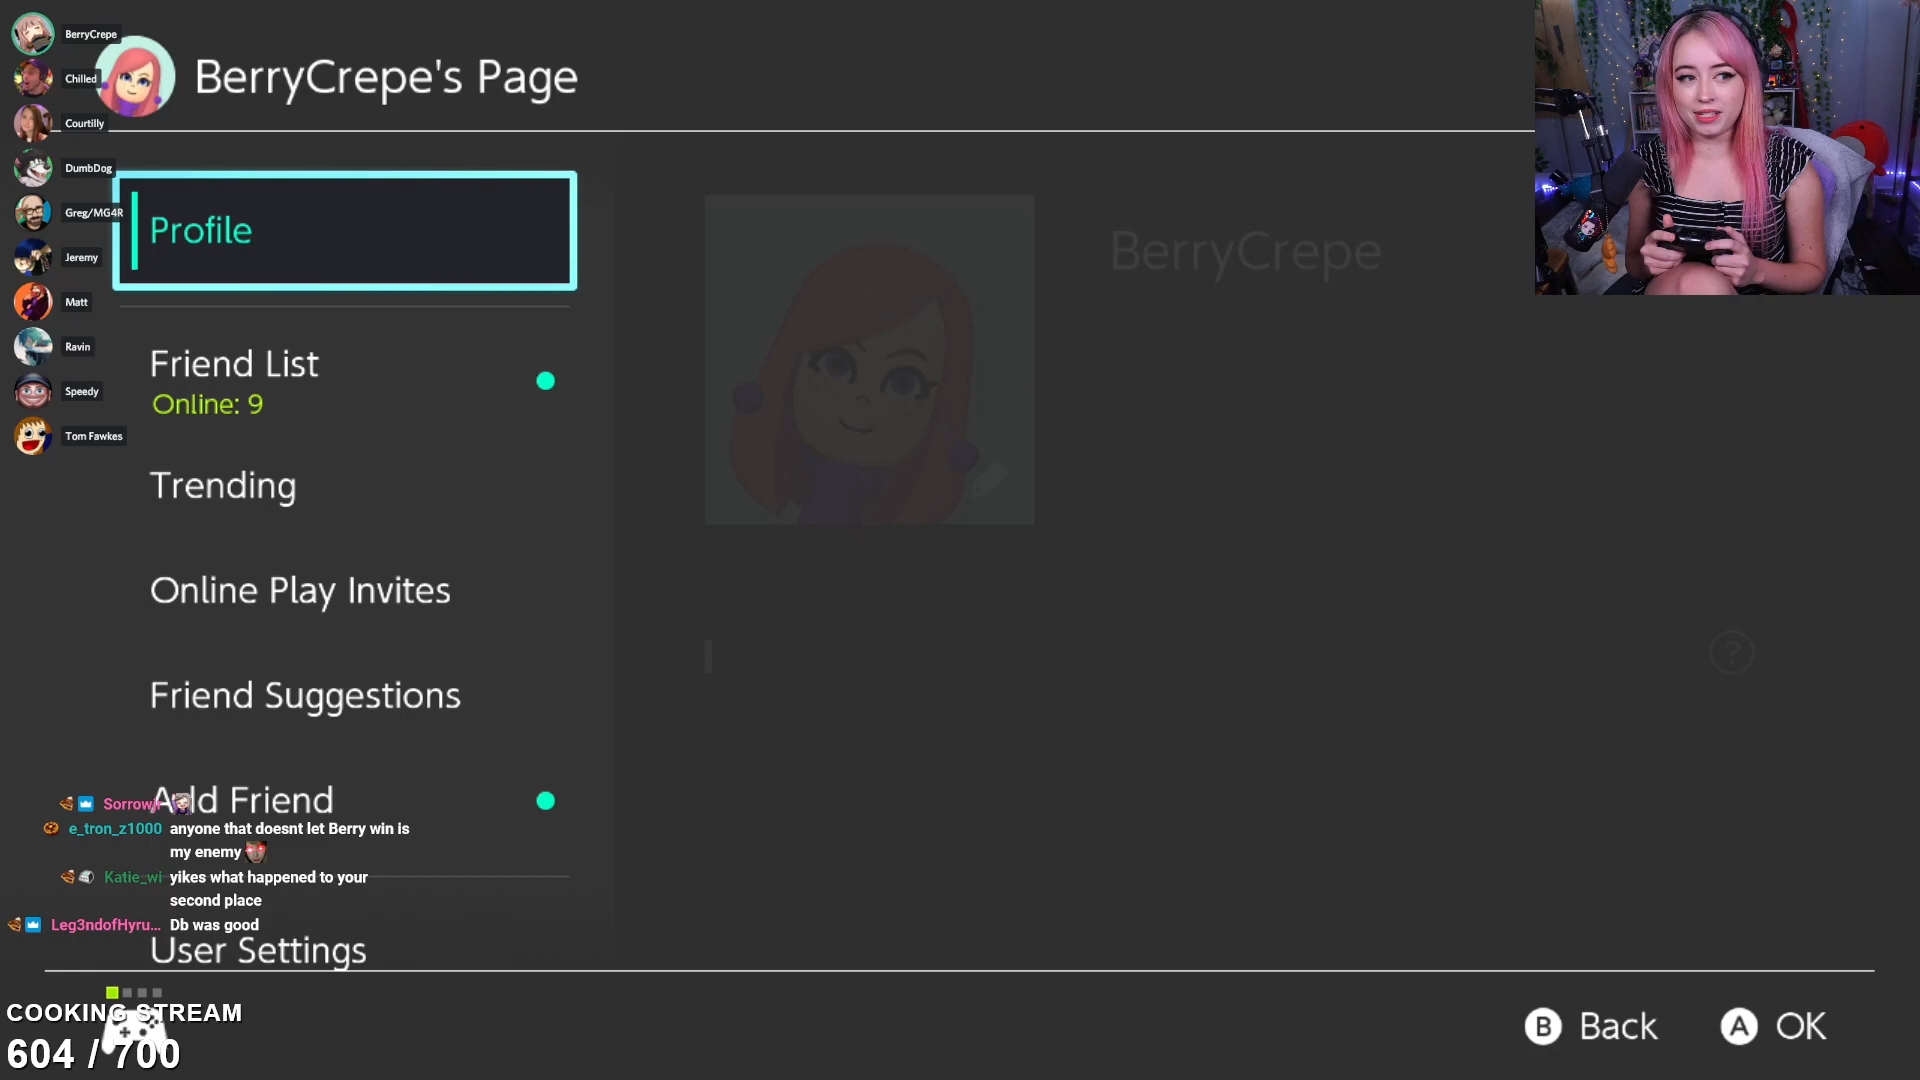 BerryCrepe
Chilled
Courtilly
DumbDog
Greg/MG4R
Jeremy
Matt
Ravin
Speedy
Tom Fawkes
BerryCrepe's Page
Profile
Friend List
Online: 9
Trending
Online Play Invites
Friend Suggestions
Add Friend
User Settings
BerryCrepe
?
e_tron_z1000 anyone that doesnt let Berry win is
my enemy
Katie_wi yikes what happened to your
second place
Leg3ndofHyru... Db was good
COOKING STREAM
604 / 700
B Back
A OK